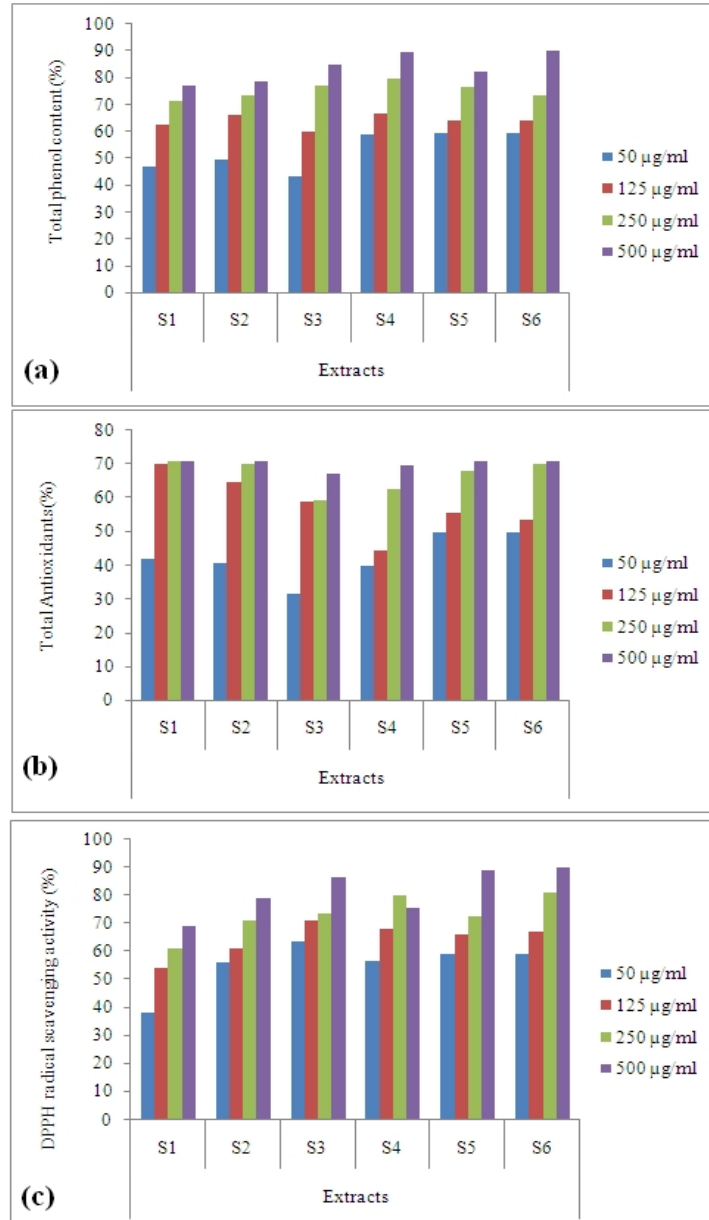 Total phenol content (%)
100
90
80
70
60
50
40
30
20
10
0
S1 S2 S3 S4 S5 S6
Extracts
50 µg/ml
125 µg/ml
250 µg/ml
500 µg/ml
(a)
Total Antioxidants(%)
80
70
60
50
40
30
20
10
0
S1 S2 S3 S4 S5 S6
Extracts
50 µg/ml
125 µg/ml
250 µg/ml
500 µg/ml
(b)
DPPH radical scavenging activity (%)
100
90
80
70
60
50
40
30
20
10
0
S1 S2 S3 S4 S5 S6
Extracts
50 µg/ml
125 µg/ml
250 µg/ml
500 µg/ml
(c)